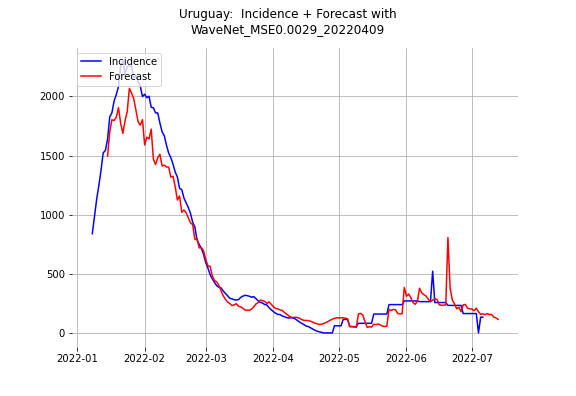 Uruguay:  Incidence + Forecast with
WaveNet_MSE0.0029_20220409
Incidence
Forecast
2000
1500
1000
500
0
2022-01 2022-02 2022-03 2022-04 2022-05 2022-06 2022-07